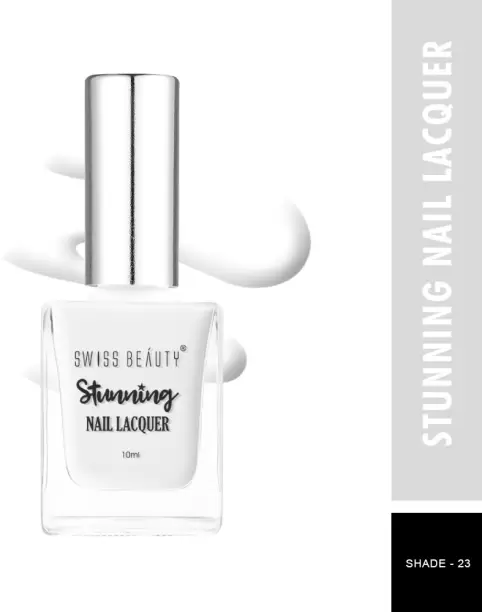 SWISS BEAUTY®
Stunning
NAIL LACQUER
10ml
STUNNING NAIL LACQUER
SHADE - 23